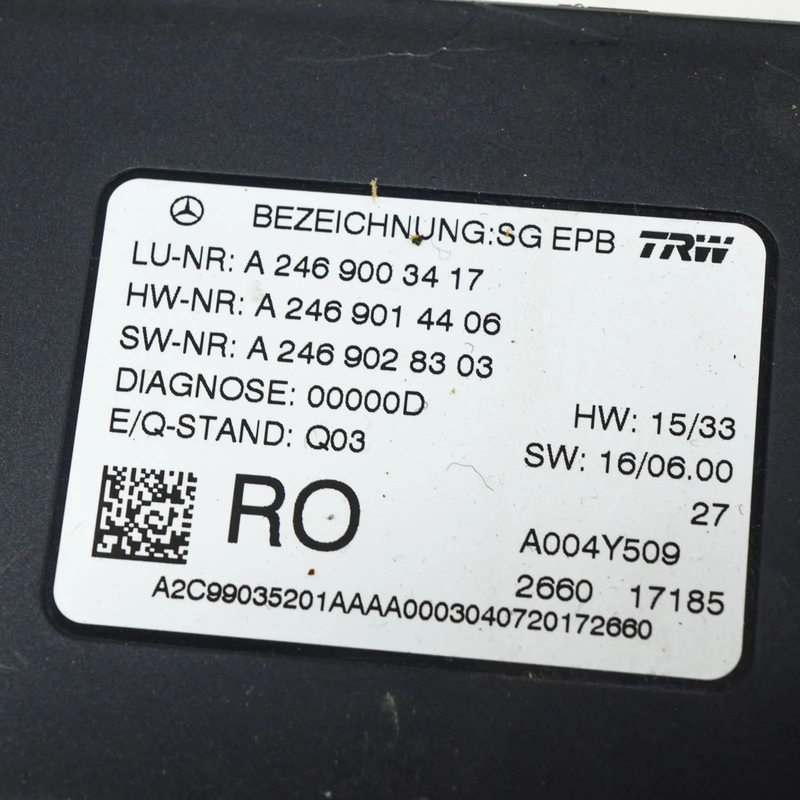 BEZEICHNUNG:SG EPB TRW
LU-NR: A 246 900 34 17
HW-NR: A 246 901 44 06
SW-NR: A 246 902 83 03
DIAGNOSE: 00000D
HW: 15/33
E/Q-STAND: Q03
SW: 16/06.00
27
RO
A004Y509
2660 17185
A2C99035201AAAA0003040720172660